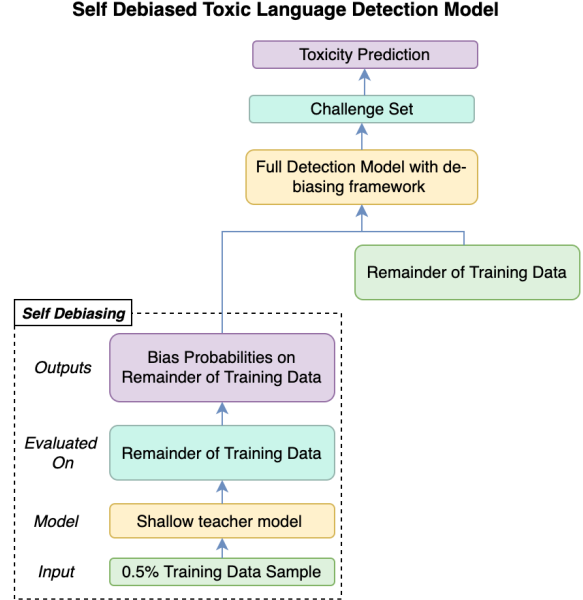 Self Debiased Toxic Language Detection Model
Toxicity Prediction
Challenge Set
Full Detection Model with de-
biasing framework
Remainder of Training Data
Self Debiasing
Outputs
Bias Probabilities on
Remainder of Training Data
Evaluated
On
Remainder of Training Data
Model
Shallow teacher model
Input
0.5% Training Data Sample